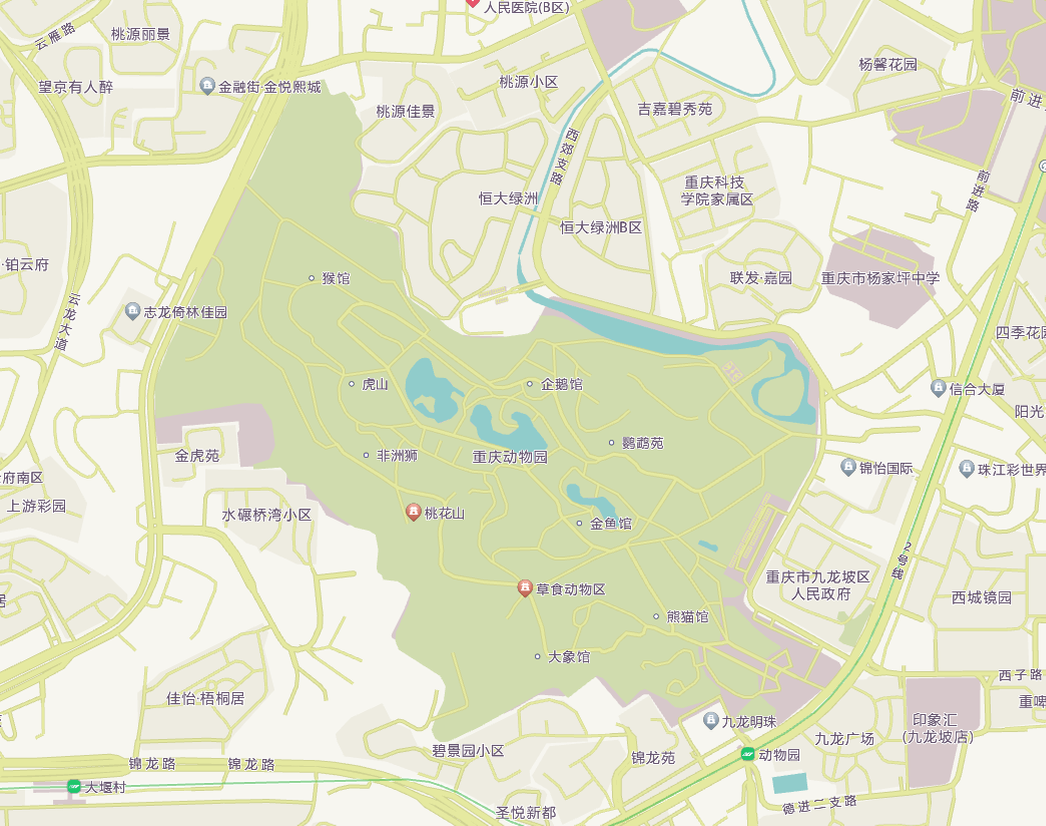 人民医院(B区)
云雁路
桃源丽景
杨馨花园
望京有人醉
金融街·金悦熙城
桃源小区
桃源佳景
吉嘉碧秀苑
前进
西郊支路
重庆科技
学院家属区
前进路
恒大绿洲
恒大绿洲B区
·铂云府
猴馆
联发·嘉园
重庆市杨家坪中学
云龙大道
志龙倚林佳园
四季花园
虎山
企鹅馆
信合大厦
阳光
鹦鹉苑
金虎苑
非洲狮
重庆动物园
锦怡国际
珠江彩世界
府南区
上游彩园
水碾桥湾小区
桃花山
金鱼馆
2号线
重庆市九龙坡区
人民政府
草食动物区
西城镜园
居
熊猫馆
大象馆
西子路
佳怡·梧桐居
重啤
九龙明珠
印象汇
(九龙坡店)
九龙广场
碧景园小区
锦龙苑
动物园
锦龙路
锦龙路
大堰村
德进二支路
圣悦新都